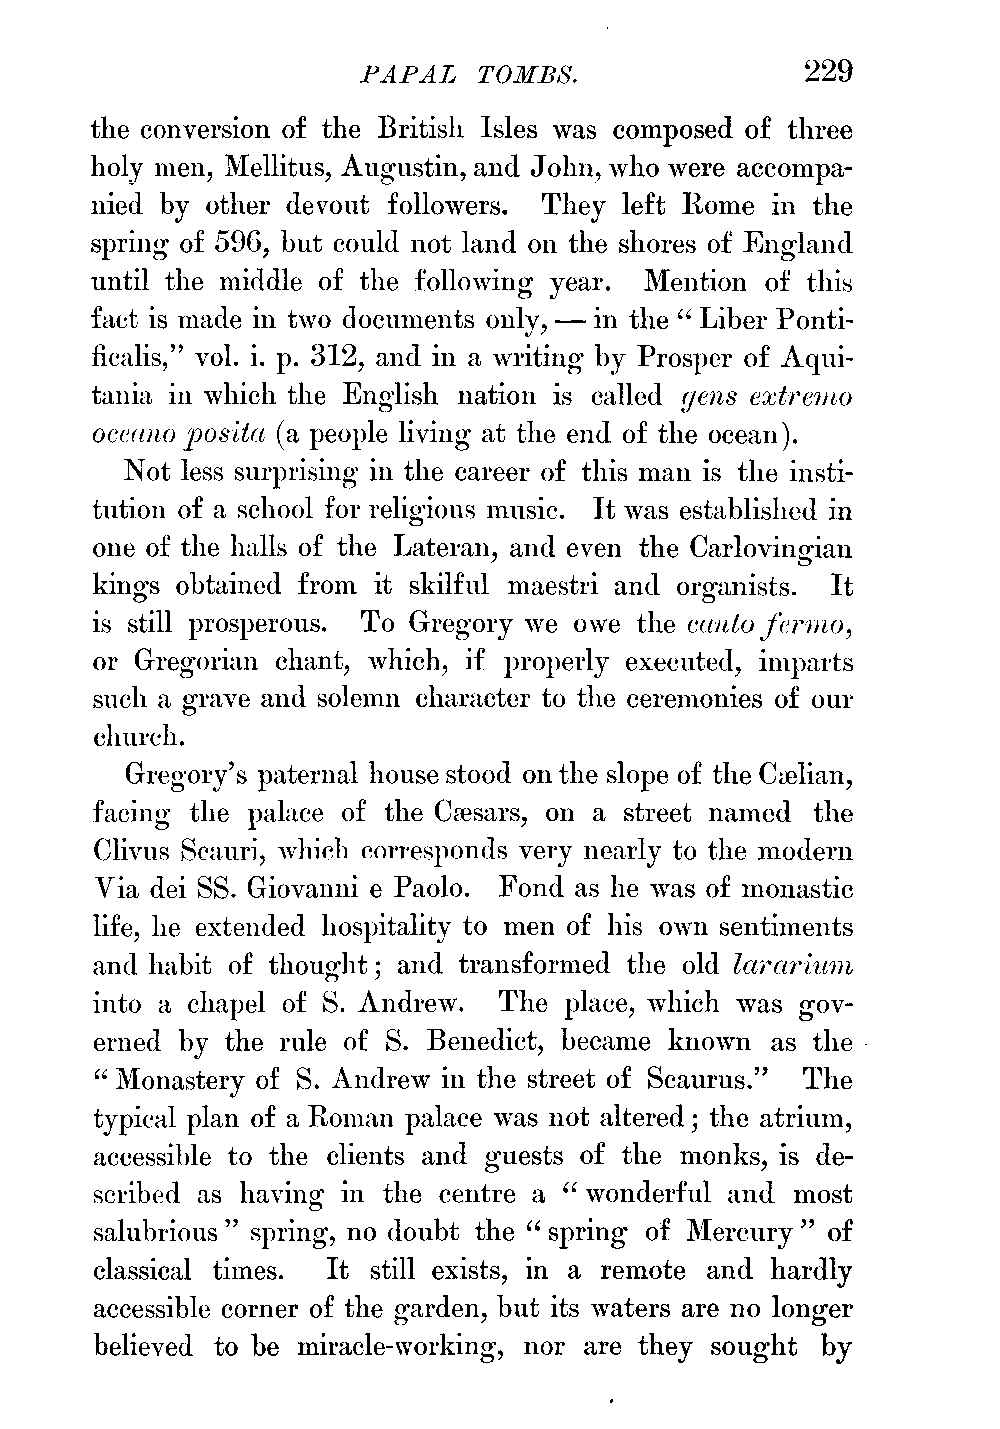 PAPAL TOMBS. 229
the conversion of the British Isles was composed of three
holy men, Mellitus, Augustin, and John, who were accompa-
nied by other devout followers. They left Rome in the
spring of 596, but could not land on the shores of England
until the middle of the following year. Mention of this
fact is made in two documents only, — in the “ Liber Ponti-
ficalis,” vol. i. p. 312, and in a writing by Prosper of Aqui-
tania in which the English nation is called gens extremo
oceano posita (a people living at the end of the ocean).
Not less surprising in the career of this man is the insti-
tution of a school for religious music. It was established in
one of the halls of the Lateran, and even the Carlovingian
kings obtained from it skilful maestri and organists. It
is still prosperous. To Gregory we owe the canto fermo,
or Gregorian chant, which, if properly executed, imparts
such a grave and solemn character to the ceremonies of our
church.
Gregory’s paternal house stood on the slope of the Cælian,
facing the palace of the Cæsars, on a street named the
Clivus Scauri, which corresponds very nearly to the modern
Via dei SS. Giovanni e Paolo. Fond as he was of monastic
life, he extended hospitality to men of his own sentiments
and habit of thought ; and transformed the old lararium
into a chapel of S. Andrew. The place, which was gov-
erned by the rule of S. Benedict, became known as the
“ Monastery of S. Andrew in the street of Scaurus.” The
typical plan of a Roman palace was not altered ; the atrium,
accessible to the clients and guests of the monks, is de-
scribed as having in the centre a “ wonderful and most
salubrious ” spring, no doubt the “ spring of Mercury ” of
classical times. It still exists, in a remote and hardly
accessible corner of the garden, but its waters are no longer
believed to be miracle-working, nor are they sought by